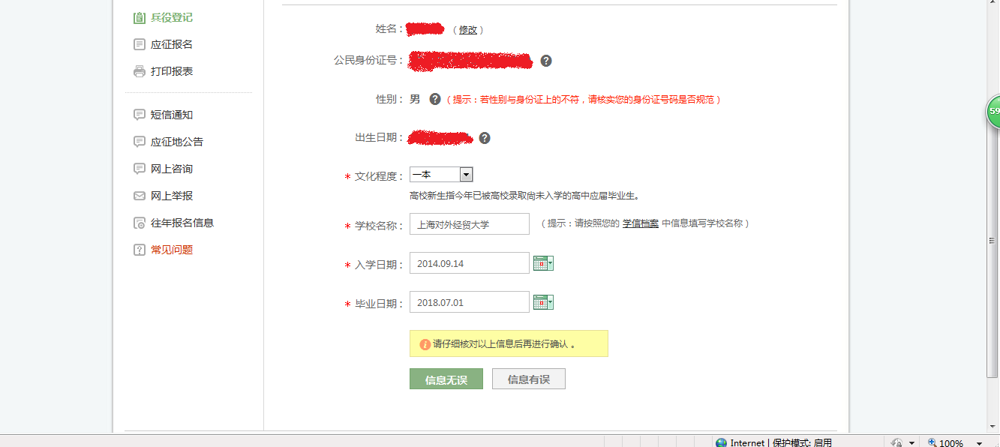 兵役登记
应征报名
打印报表
短信通知
应征地公告
网上咨询
网上举报
往年报名信息
常见问题
姓名：（修改）
公民身份证号： ?
性别： 男 ?（提示：若性别与身份证上的不符，请核实您的身份证号码是否规范）
出生日期： ?
* 文化程度： 一本
高校新生指今年已被高校录取尚未入学的高中应届毕业生。
* 学校名称： 上海对外经贸大学 （提示：请按照您的 学信档案 中信息填写学校名称）
* 入学日期： 2014.09.14
* 毕业日期： 2018.07.01
i 请仔细核对以上信息后再进行确认 。
信息无误 信息有误
59
Internet | 保护模式: 启用 100%